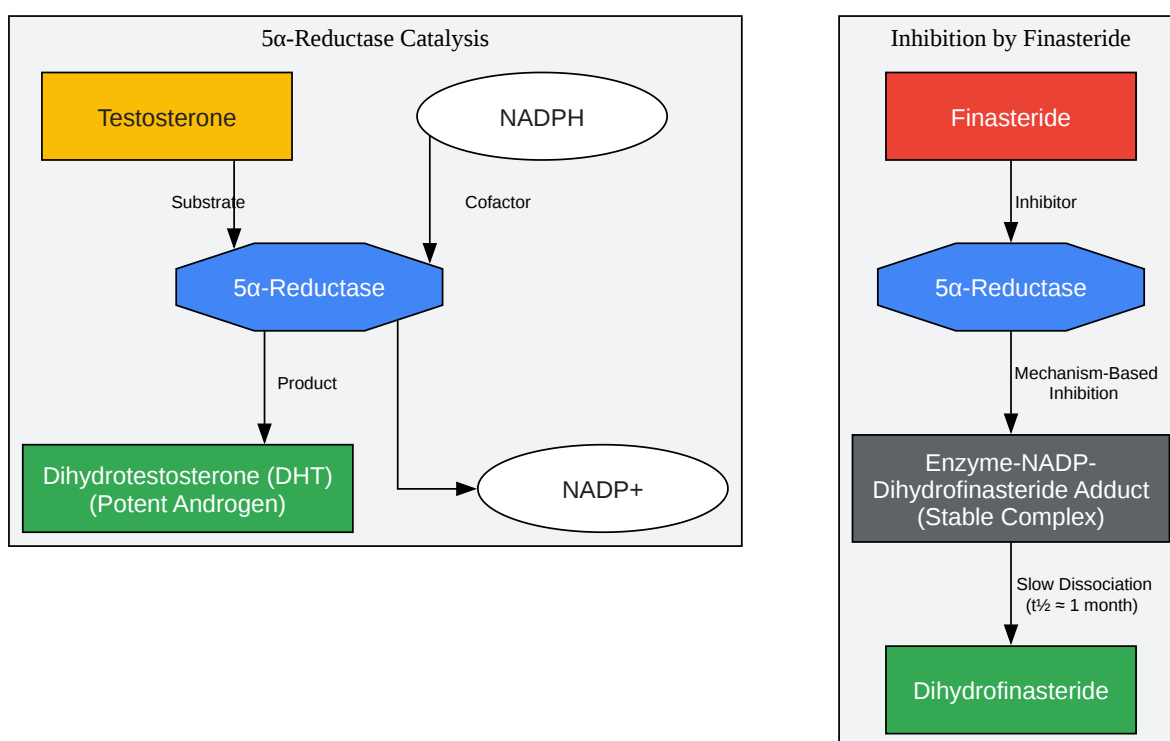 5α-Reductase Catalysis
Testosterone
NADPH
Substrate
Cofactor
5α-Reductase
Product
Dihydrotestosterone (DHT)
(Potent Androgen)
NADP+
Inhibition by Finasteride
Finasteride
Inhibitor
5α-Reductase
Mechanism-Based
Inhibition
Enzyme-NADP-
Dihydrofinasteride Adduct
(Stable Complex)
Slow Dissociation
(t½ ≈ 1 month)
Dihydrofinasteride